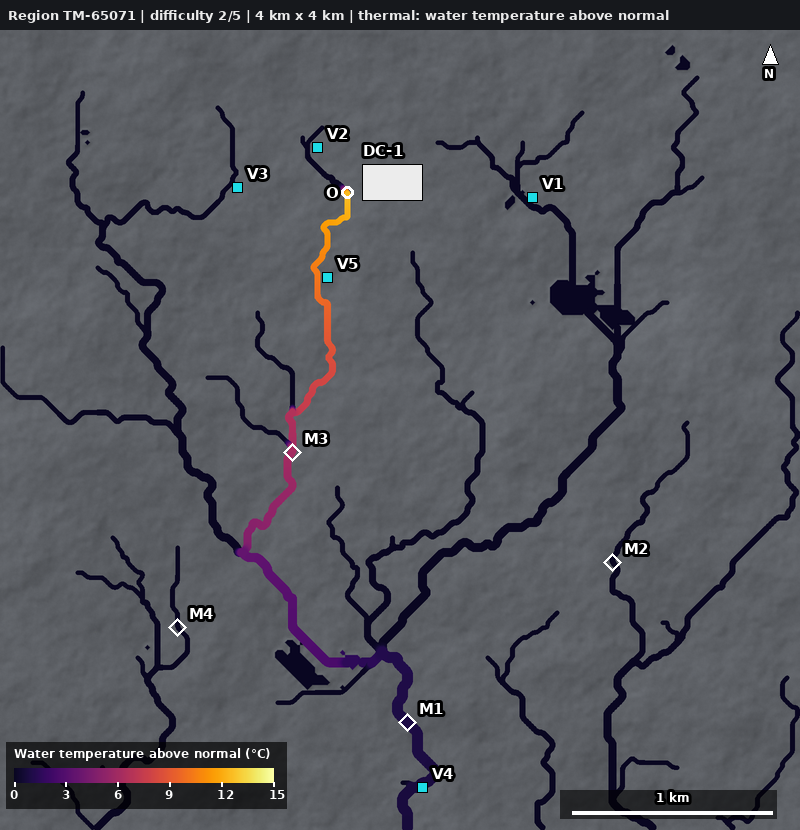 Region TM-65071 | difficulty 2/5 | 4 km x 4 km | thermal: water temperature above normal
N
V2
DC-1
V3
O
V1
V5
M3
M2
M4
M1
Water temperature above normal (°C)
0 3 6 9 12 15
V4
1 km